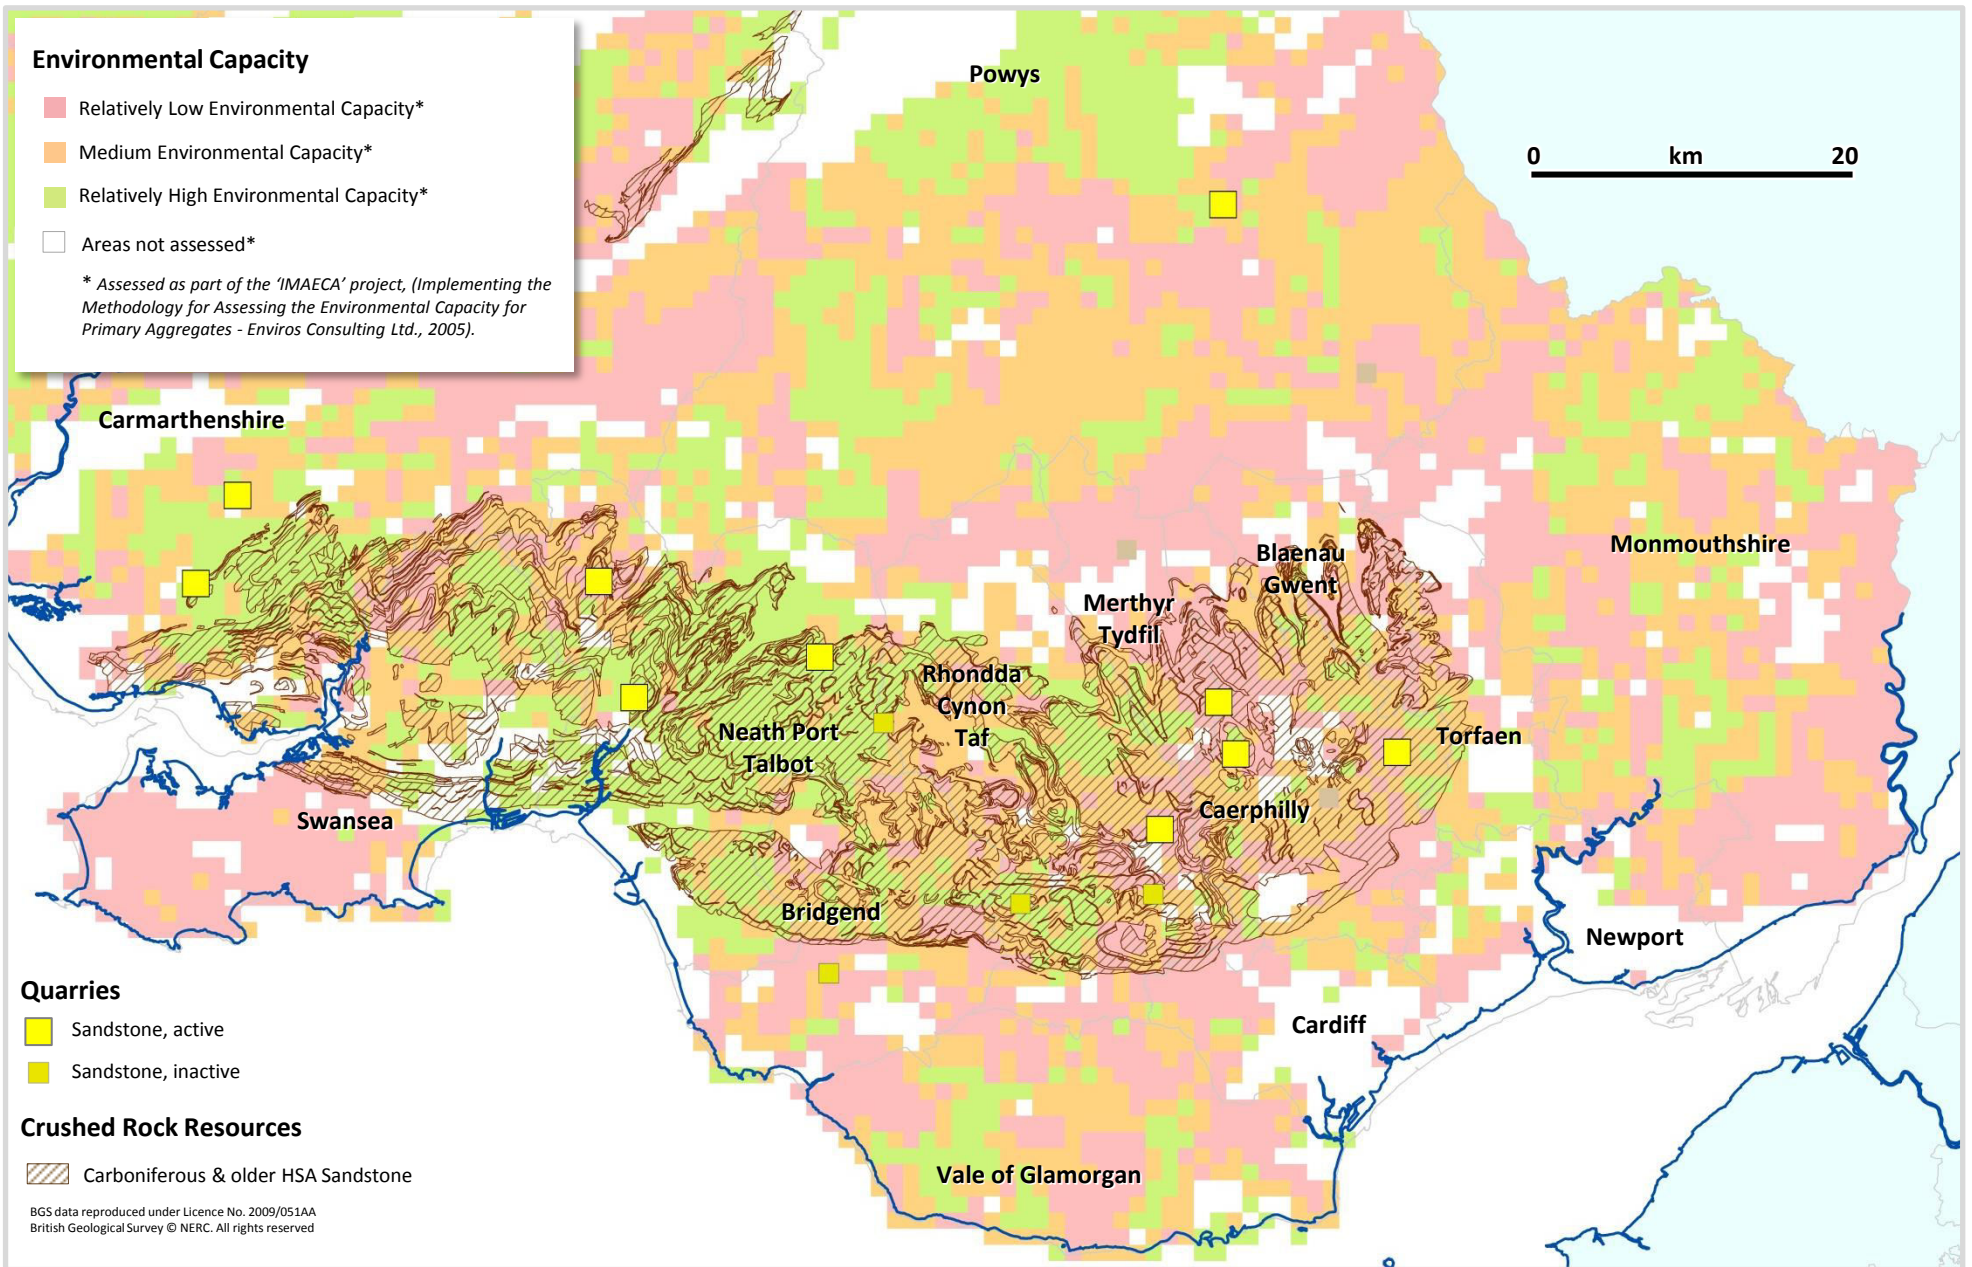 Environmental Capacity
Relatively Low Environmental Capacity*
Medium Environmental Capacity*
Relatively High Environmental Capacity*
Areas not assessed*
* Assessed as part of the ‘IMAECA’ project, (Implementing the
Methodology for Assessing the Environmental Capacity for
Primary Aggregates - Enviros Consulting Ltd., 2005).
Powys
0 km 20
Carmarthenshire
Monmouthshire
Blaenau
Gwent
Merthyr
Tydfil
Rhondda
Cynon
Taf
Neath Port
Talbot
Torfaen
Caerphilly
Swansea
Bridgend
Newport
Cardiff
Vale of Glamorgan
Quarries
Sandstone, active
Sandstone, inactive
Crushed Rock Resources
Carboniferous & older HSA Sandstone
BGS data reproduced under Licence No. 2009/051AA
British Geological Survey © NERC. All rights reserved